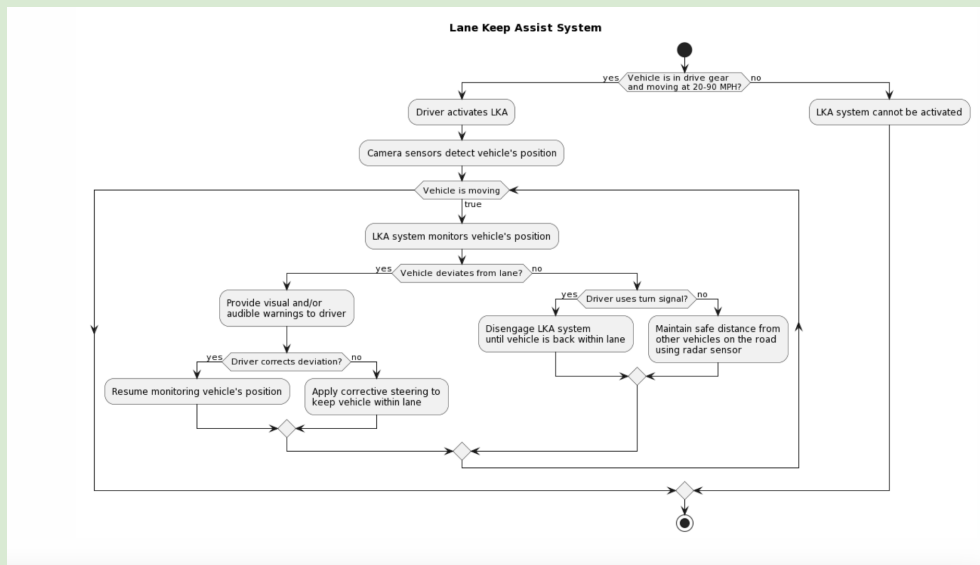 Lane Keep Assist System
yes
Vehicle is in drive gear
and moving at 20-90 MPH?
no
Driver activates LKA
LKA system cannot be activated
Camera sensors detect vehicle's position
Vehicle is moving
true
LKA system monitors vehicle's position
yes
Vehicle deviates from lane?
no
Provide visual and/or
audible warnings to driver
yes
Driver uses turn signal?
no
Disengage LKA system
until vehicle is back within lane
Maintain safe distance from
other vehicles on the road
using radar sensor
yes
Driver corrects deviation?
no
Resume monitoring vehicle's position
Apply corrective steering to
keep vehicle within lane